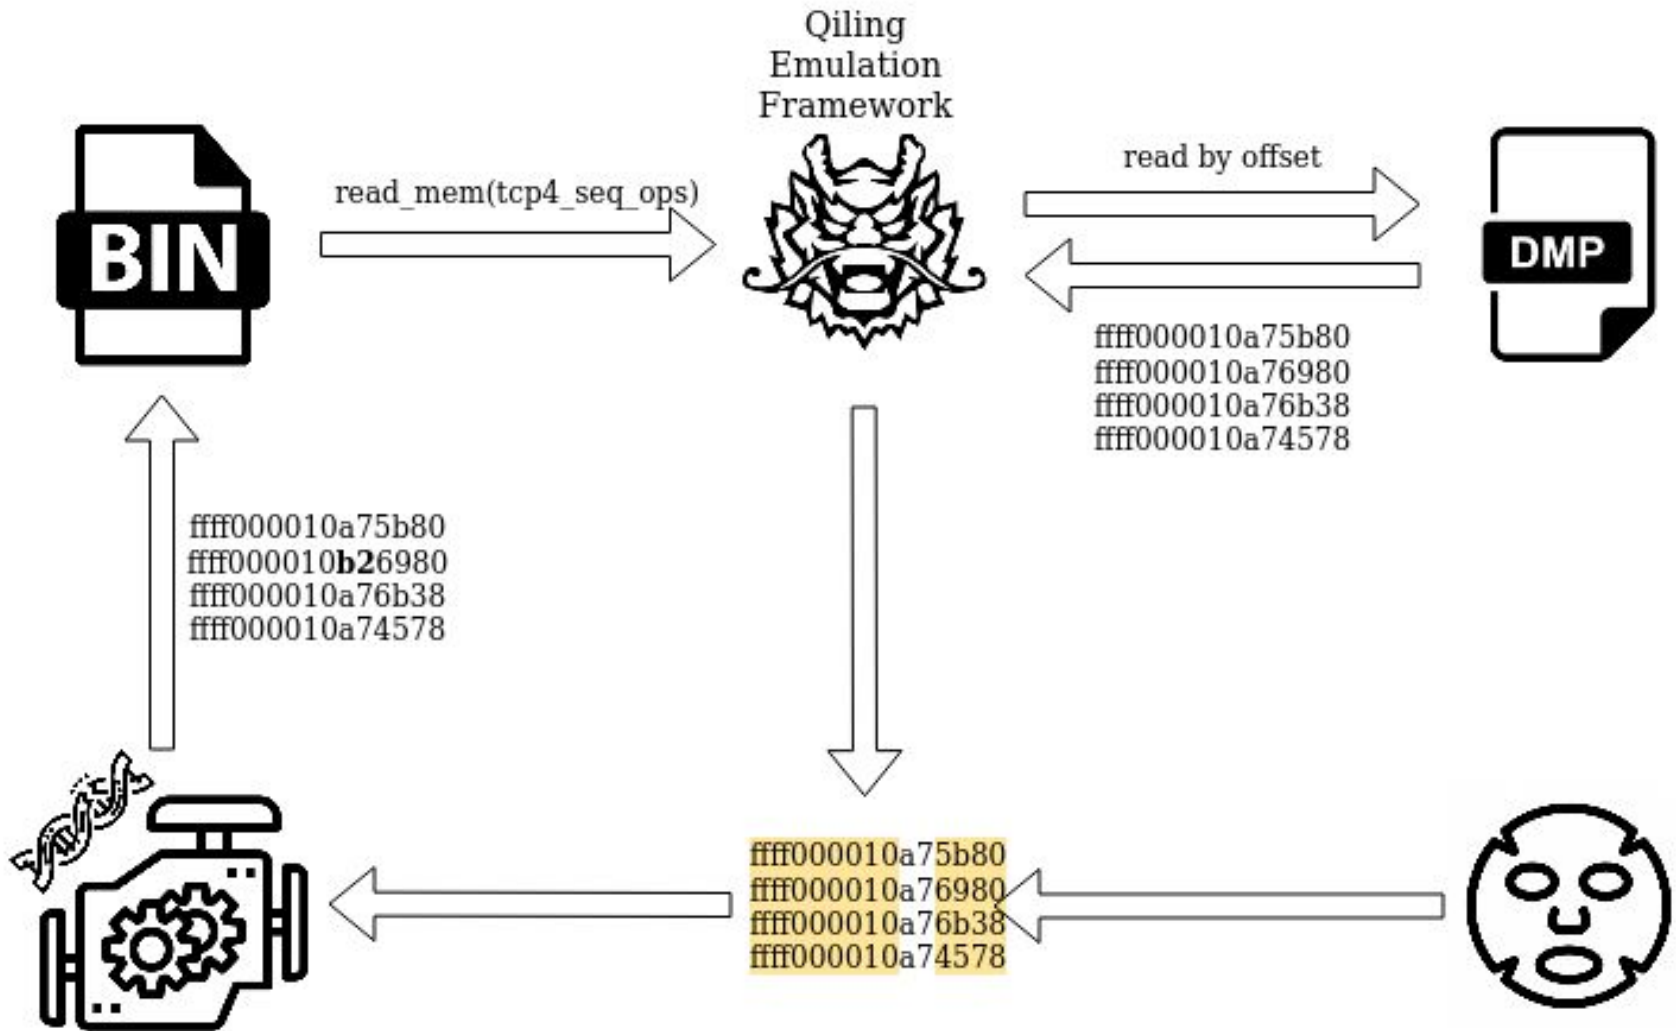 Qiling
Emulation
Framework
read_mem(tcp4_seq_ops)
read by offset
BIN
DMP
ffff000010a75b80
ffff000010a76980
ffff000010a76b38
ffff000010a74578
ffff000010a75b80
ffff000010b26980
ffff000010a76b38
ffff000010a74578
ffff000010a75b80
ffff000010a76980
ffff000010a76b38
ffff000010a74578